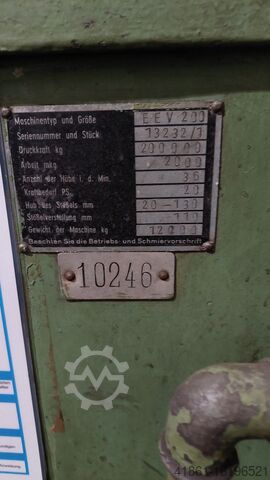 Maschinentyp und Größe EEV 200
Seriennummer und Stück 13232/1
Druckkraft kg 200000
Arbeit mkg 2000
Anzahl der Hübe i. d. Min. 36
Kraftbedarf PS 20
Hub des Stößels mm 20-130
Stößelverstellung mm 110
Gewicht der Maschine kg 12000
Beachten Sie die Betriebs- und Schmiervorschrift
10246